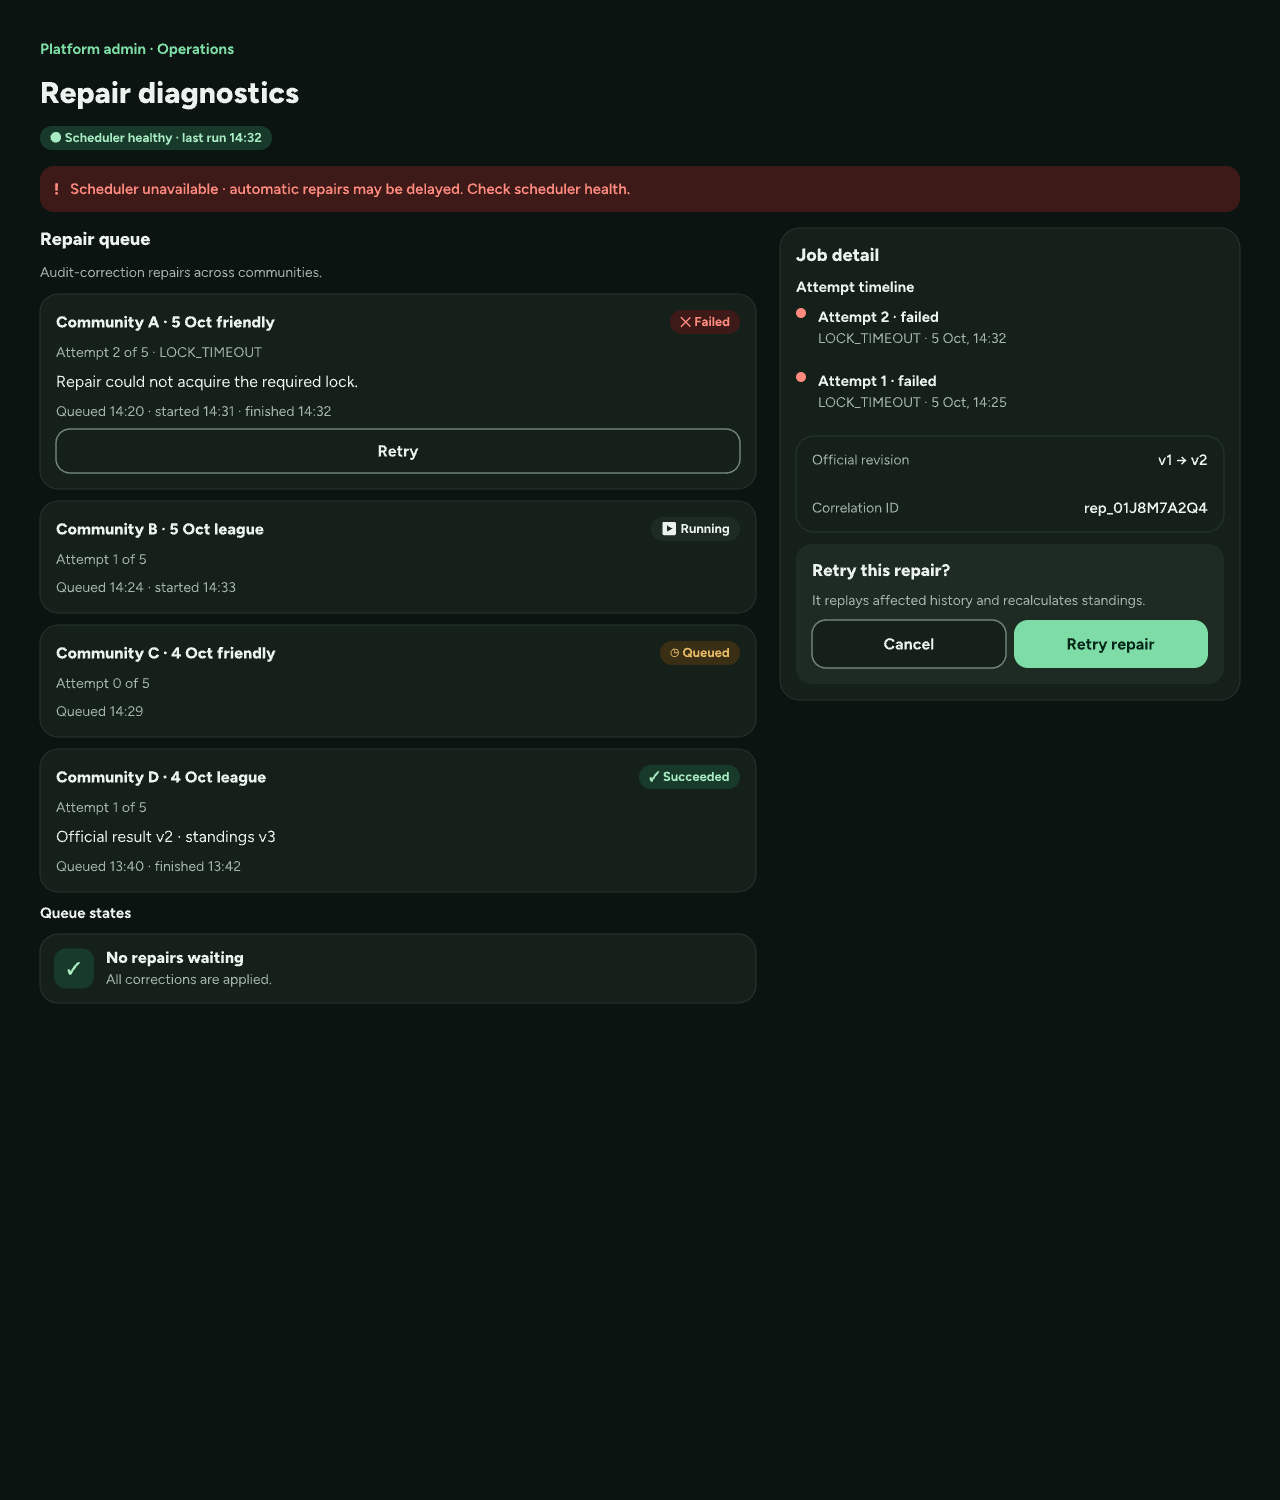 Platform admin · Operations
Repair diagnostics
● Scheduler healthy · last run 14:32
! Scheduler unavailable · automatic repairs may be delayed. Check scheduler health.
Repair queue
Audit-correction repairs across communities.
Community A · 5 Oct friendly
✕ Failed
Attempt 2 of 5 · LOCK_TIMEOUT
Repair could not acquire the required lock.
Queued 14:20 · started 14:31 · finished 14:32
Retry
Community B · 5 Oct league
▶ Running
Attempt 1 of 5
Queued 14:24 · started 14:33
Community C · 4 Oct friendly
◷ Queued
Attempt 0 of 5
Queued 14:29
Community D · 4 Oct league
✓ Succeeded
Attempt 1 of 5
Official result v2 · standings v3
Queued 13:40 · finished 13:42
Queue states
✓
No repairs waiting
All corrections are applied.
Job detail
Attempt timeline
Attempt 2 · failed
LOCK_TIMEOUT · 5 Oct, 14:32
Attempt 1 · failed
LOCK_TIMEOUT · 5 Oct, 14:25
Official revision
v1 → v2
Correlation ID
rep_01J8M7A2Q4
Retry this repair?
It replays affected history and recalculates standings.
Cancel
Retry repair